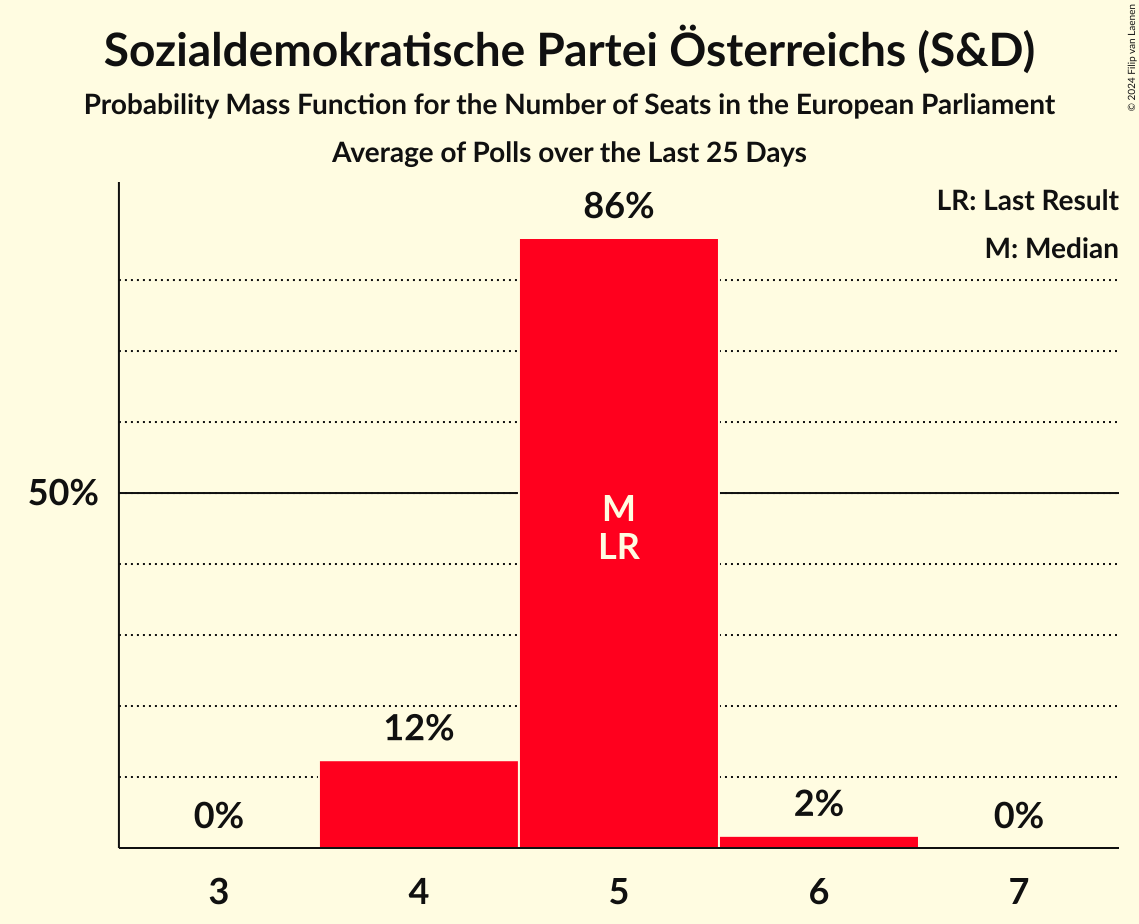 Sozialdemokratische Partei Österreichs (S&D)
Probability Mass Function for the Number of Seats in the European Parliament
Average of Polls over the Last 25 Days
© 2024 Filip van Laenen
LR: Last Result
M: Median
86%
50%
M
LR
12%
0%
2%
0%
3 4 5 6 7